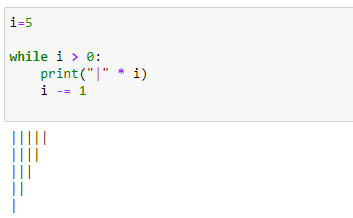 i=5

while i > 0:
    print("|" * i)
    i -= 1

|||||
||||
|||
||
|